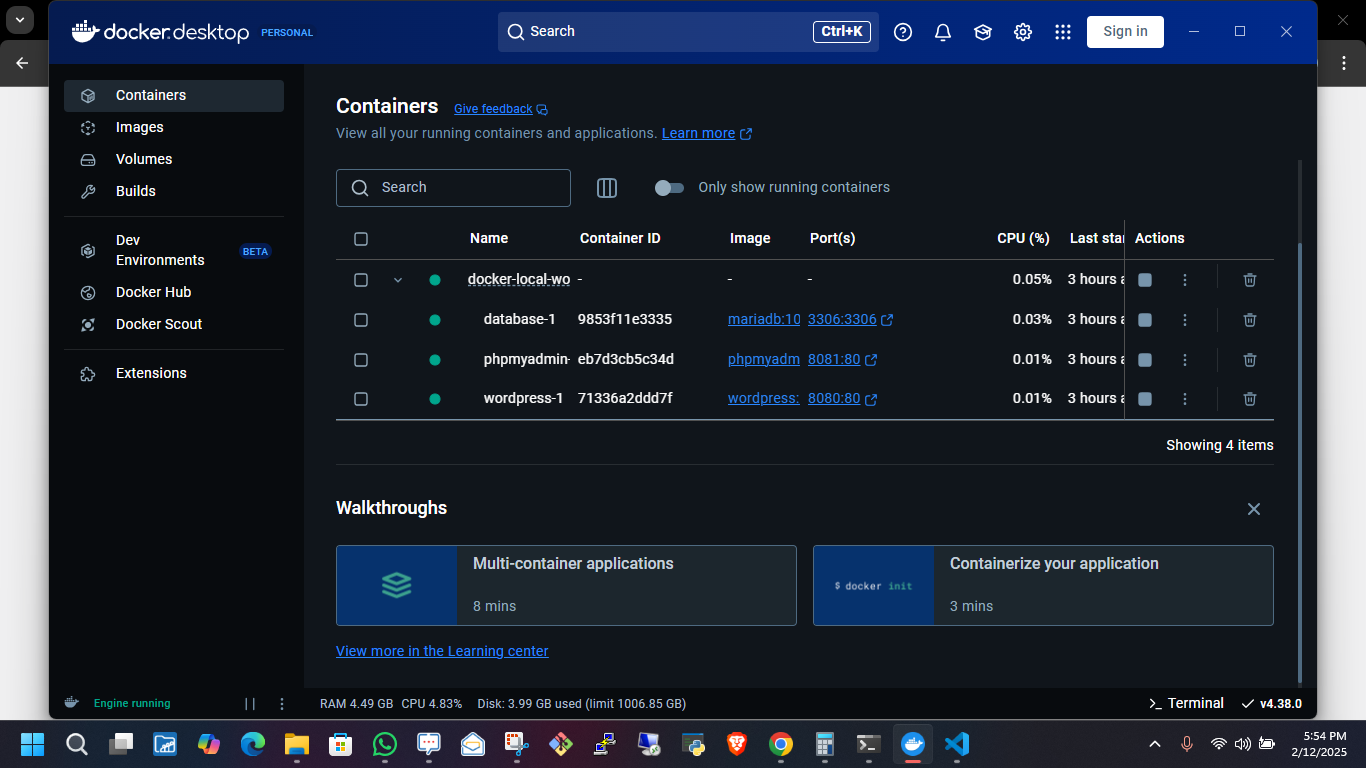 docker.desktop PERSONAL
Search Ctrl+K
Sign in
Containers
Images
Volumes
Builds
Dev Environments BETA
Docker Hub
Docker Scout
Extensions
Containers Give feedback
View all your running containers and applications. Learn more
Search
Only show running containers
Name Container ID Image Port(s) CPU (%) Last star Actions
docker-local-wo - - - 0.05% 3 hours a
database-1 9853f11e3335 mariadb:10 3306:3306 0.03% 3 hours a
phpmyadmin- eb7d3cb5c34d phpmyadm 8081:80 0.01% 3 hours a
wordpress-1 71336a2ddd7f wordpress: 8080:80 0.01% 3 hours a
Showing 4 items
Walkthroughs
Multi-container applications
8 mins
$ docker init
Containerize your application
3 mins
View more in the Learning center
Engine running
RAM 4.49 GB CPU 4.83% Disk: 3.99 GB used (limit 1006.85 GB)
Terminal v4.38.0
5:54 PM
2/12/2025